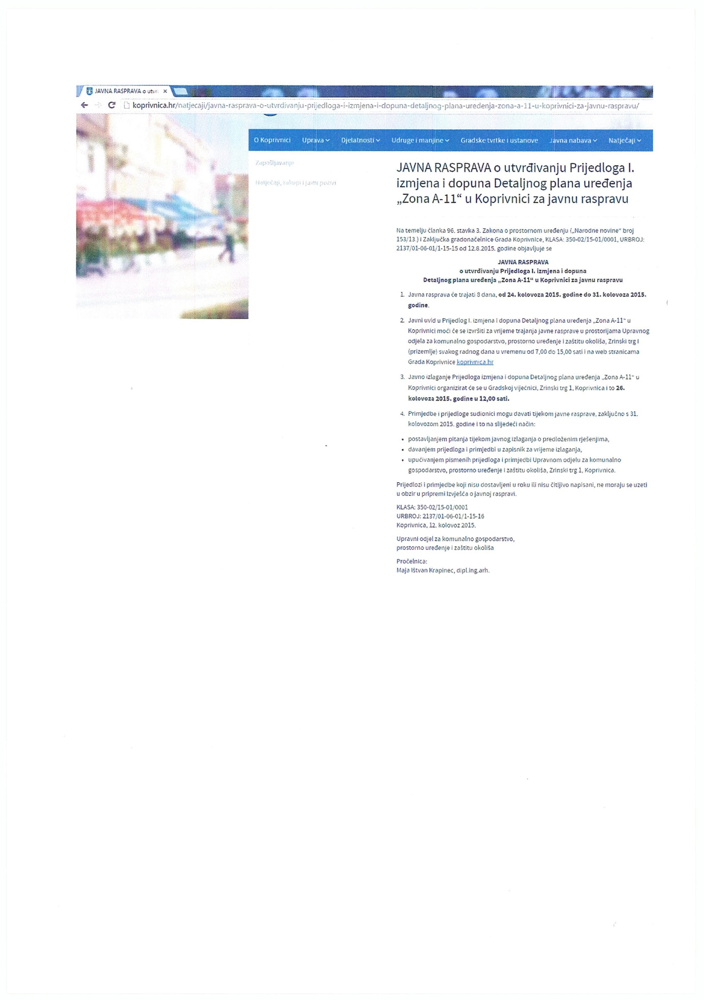 JAVNA RASPRAVA o utvr
koprivnica.hr/natjecaji/javna-rasprava-o-utvrdivanju-prijedloga-i-izmjena-i-dopuna-detaljnog-plana-uredenja-zona-a-11-u-koprivnici-za-javnu-raspravu/
O Koprivnici Uprava Djelatnosti Udruge i manjine Gradske tvrtke i ustanove Javna nabava Natječaji
Zapošljavanje
Natječaji, zakupi i javni pozivi
JAVNA RASPRAVA o utvrđivanju Prijedloga I.
izmjena i dopuna Detaljnog plana uređenja
„Zona A-11“ u Koprivnici za javnu raspravu
Na temelju članka 96. stavka 3. Zakona o prostornom uređenju („Narodne novine“ broj
153/13.) i Zaključka gradonačelnice Grada Koprivnice, KLASA: 350-02/15-01/0001, URBROJ:
2137/01-06-01/1-15-15 od 12.8.2015. godine objavljuje se
JAVNA RASPRAVA
o utvrđivanju Prijedloga I. izmjena i dopuna
Detaljnog plana uređenja „Zona A-11“ u Koprivnici za javnu raspravu
1. Javna rasprava će trajati 8 dana, od 24. kolovoza 2015. godine do 31. kolovoza 2015.
godine.
2. Javni uvid u Prijedlog I. izmjena i dopuna Detaljnog plana uređenja „Zona A-11“ u
Koprivnici moći će se izvršiti za vrijeme trajanja javne rasprave u prostorijama Upravnog
odjela za komunalno gospodarstvo, prostorno uređenje i zaštitu okoliša, Zrinski trg I
(prizemlje) svakog radnog dana u vremenu od 7,00 do 15,00 sati i na web stranicama
Grada Koprivnice koprivnica.hr
3. Javno izlaganje Prijedloga izmjena i dopuna Detaljnog plana uređenja „Zona A-11“ u
Koprivnici organizirat će se u Gradskoj vijećnici, Zrinski trg 1, Koprivnica i to 26.
kolovoza 2015. godine u 12,00 sati.
4. Primjedbe i prijedloge sudionici mogu davati tijekom javne rasprave, zaključno s 31.
kolovozom 2015. godine i to na slijedeći način:
• postavljanjem pitanja tijekom javnog izlaganja o predloženim rješenjima,
• davanjem prijedloga i primjedbi u zapisnik za vrijeme izlaganja,
• upućivanjem pismenih prijedloga i primjedbi Upravnom odjelu za komunalno
gospodarstvo, prostorno uređenje i zaštitu okoliša, Zrinski trg 1, Koprivnica.
Prijedlozi i primjedbe koji nisu dostavljeni u roku ili nisu čitljivo napisani, ne moraju se uzeti
u obzir u pripremi Izvješća o javnoj raspravi.
KLASA: 350-02/15-01/0001
URBROJ: 2137/01-06-01/1-15-16
Koprivnica, 12. kolovoz 2015.
Upravni odjel za komunalno gospodarstvo,
prostorno uređenje i zaštitu okoliša
Pročelnica:
Maja Ištvan Krapinec, dipl.ing.arh.